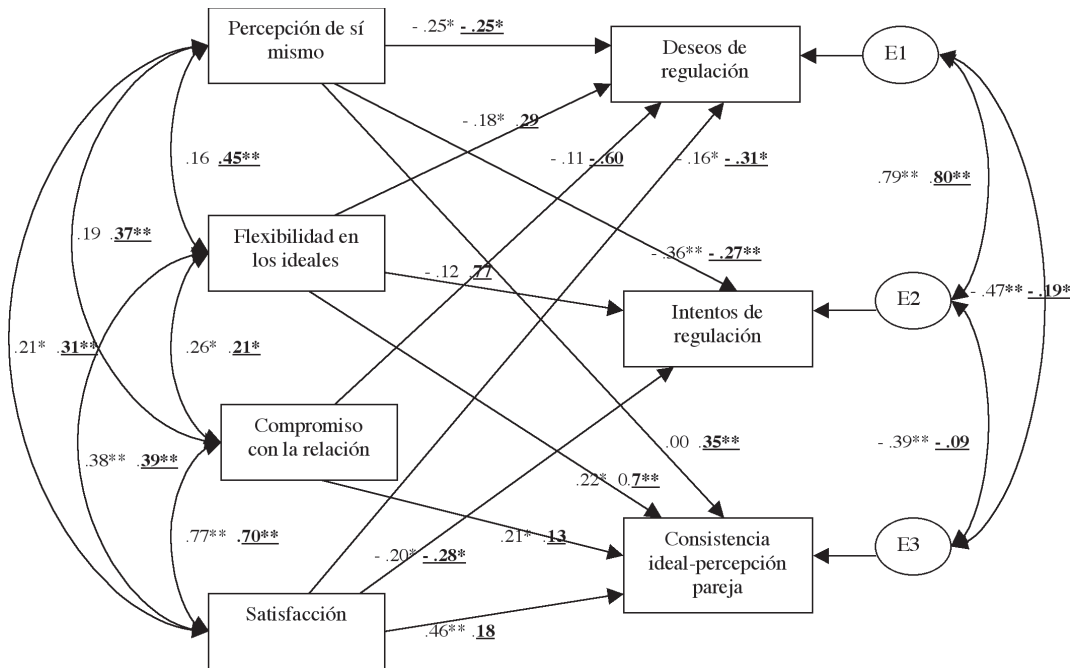 Percepción de sí
mismo
- .25* - .25*
Deseos de
regulación
E1
- .18* .29
.16 .45**
- .11 -.60
- .16* - .31*
.79** .80**
.19 .37**
Flexibilidad en
los ideales
- .36** - .27**
- .12 .77
Intentos de
regulación
E2
- .47** - .19*
.21* .31**
.26* .21*
Compromiso
con la relación
.00 .35**
- .39** - .09
.38** .39**
.22* 0.7**
.77** .70**
.21* .13
- .20* - .28*
Consistencia
ideal-percepción
pareja
E3
Satisfacción
.46** .18